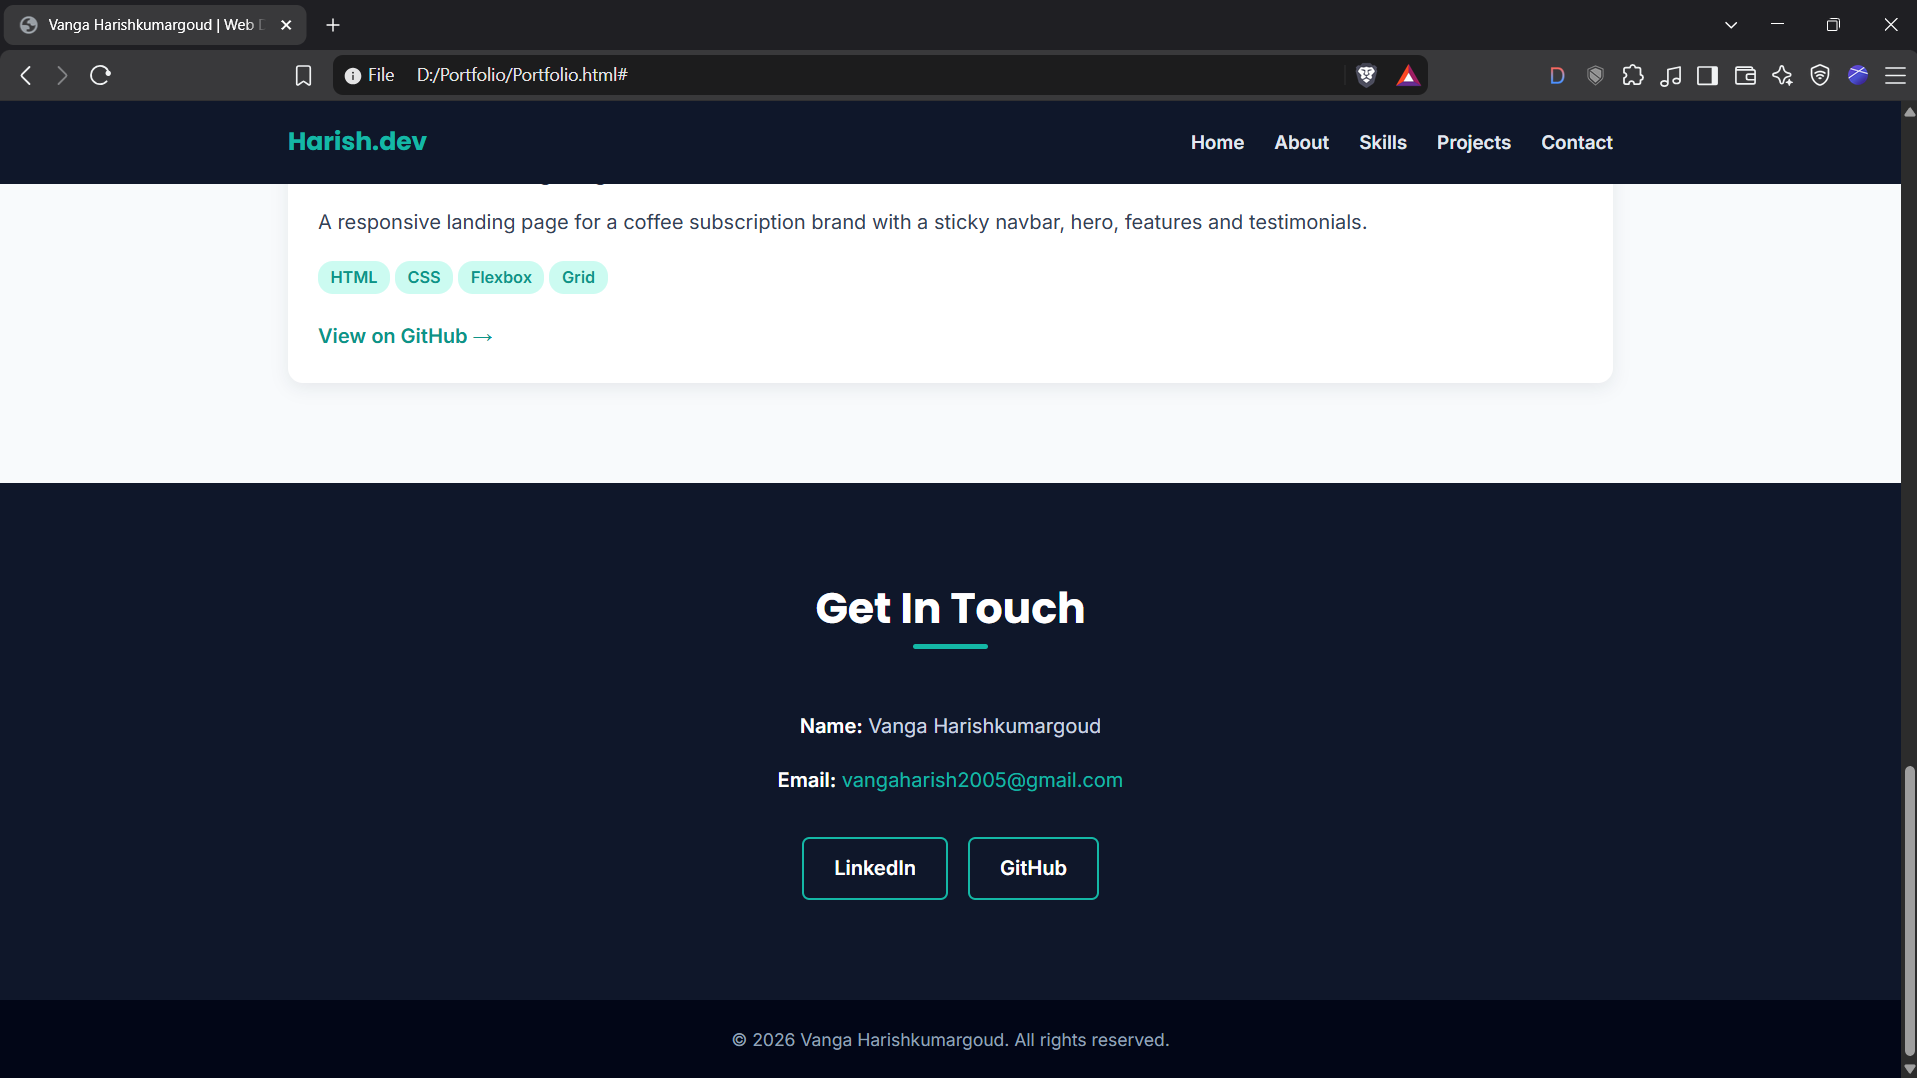 Vanga Harishkumargoud | Web
File D:/Portfolio/Portfolio.html#
Harish.dev
Home About Skills Projects Contact
A responsive landing page for a coffee subscription brand with a sticky navbar, hero, features and testimonials.
HTML CSS Flexbox Grid
View on GitHub →
Get In Touch
Name: Vanga Harishkumargoud
Email: vangaharish2005@gmail.com
LinkedIn GitHub
© 2026 Vanga Harishkumargoud. All rights reserved.